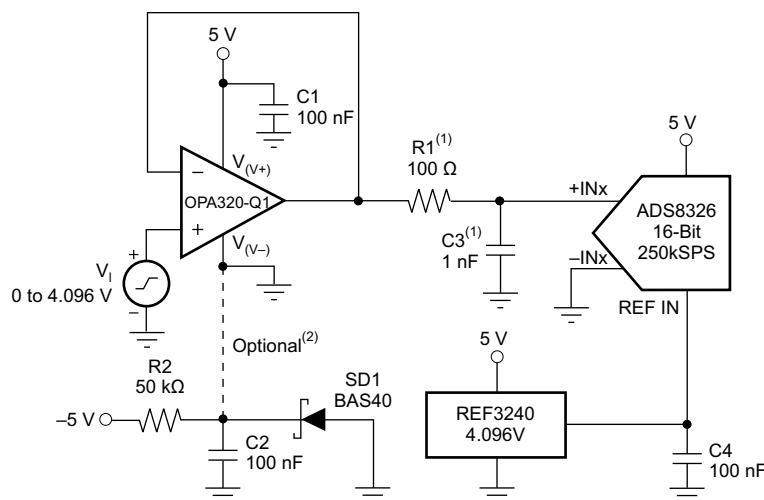 5 V
C1
100 nF
R1(1)
100 Ω
5 V
V(V+)
−
OPA320-Q1
+
V(V–)
+INx
ADS8326
16-Bit
250kSPS
C3(1)
1 nF
–INx
REF IN
+
VI
0 to 4.096 V
−
Optional(2)
R2
50 kΩ
SD1
BAS40
–5 V
C2
100 nF
5 V
REF3240
4.096V
C4
100 nF